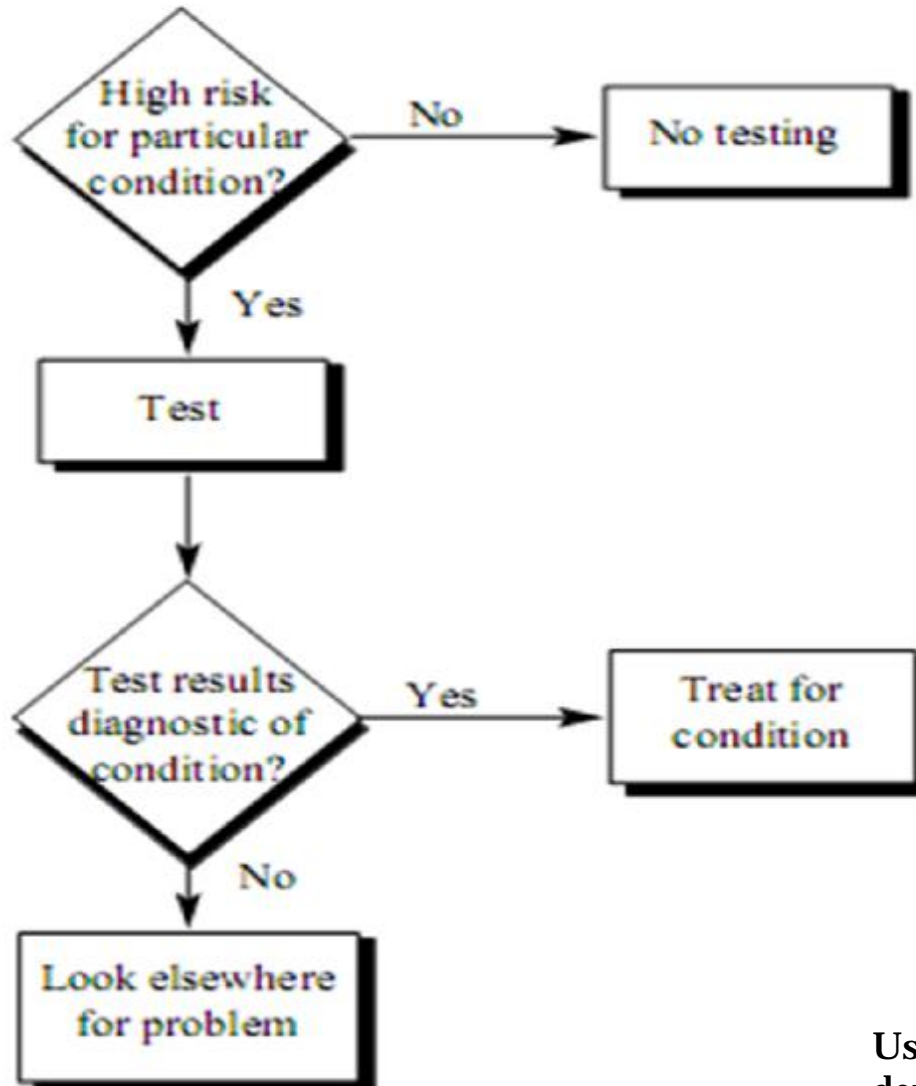 High risk
for particular
condition?
No
No testing
Yes
Test
Test results
diagnostic of
condition?
Yes
Treat for
condition
No
Look elsewhere
for problem
Us